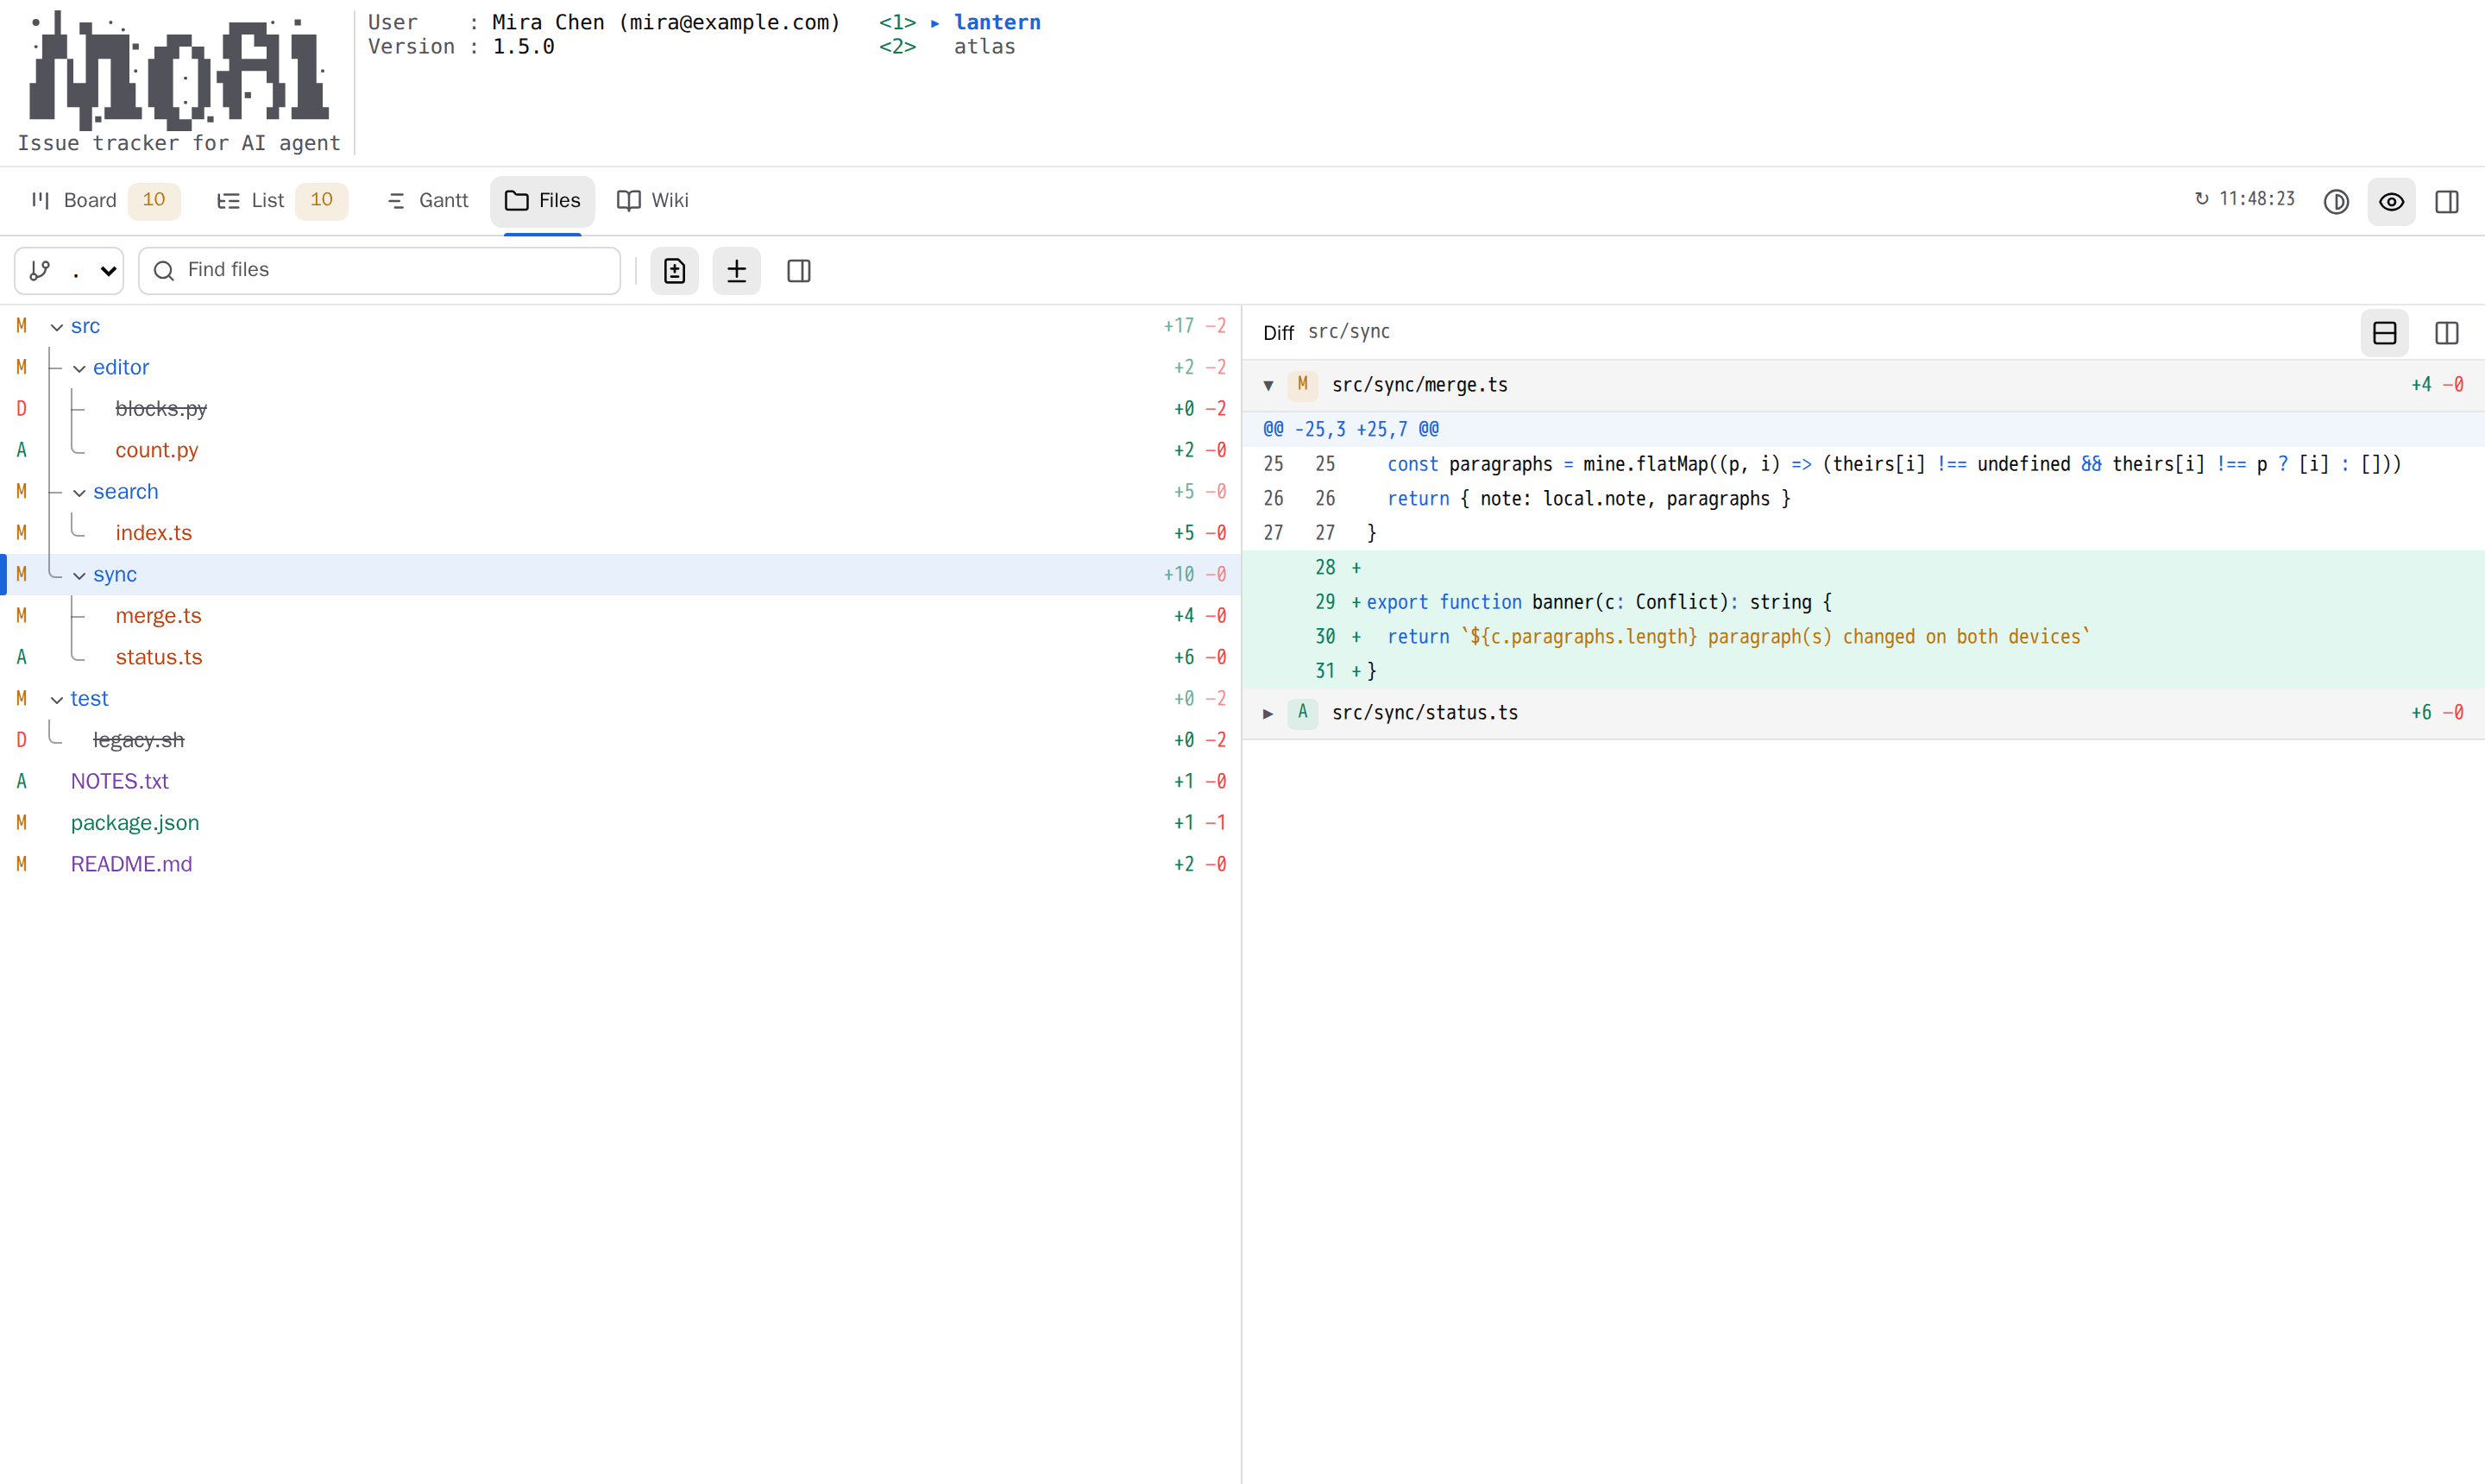 MOAI
Issue tracker for AI agent
User : Mira Chen (mira@example.com) <1> ▸ lantern
Version : 1.5.0 <2> atlas
Board 10 List 10 Gantt Files Wiki ↻ 11:48:23
. Find files
M src +17 −2
M editor +2 −2
D blocks.py +0 −2
A count.py +2 −0
M search +5 −0
M index.ts +5 −0
M sync +10 −0
M merge.ts +4 −0
A status.ts +6 −0
M test +0 −2
D legacy.sh +0 −2
A NOTES.txt +1 −0
M package.json +1 −1
M README.md +2 −0
Diff src/sync
▼ M src/sync/merge.ts +4 −0
@@ -25,3 +25,7 @@
25 25 const paragraphs = mine.flatMap((p, i) => (theirs[i] !== undefined && theirs[i] !== p ? [i] : []))
26 26 return { note: local.note, paragraphs }
27 27 }
28 +
29 +export function banner(c: Conflict): string {
30 + return `${c.paragraphs.length} paragraph(s) changed on both devices`
31 +}
▶ A src/sync/status.ts +6 −0